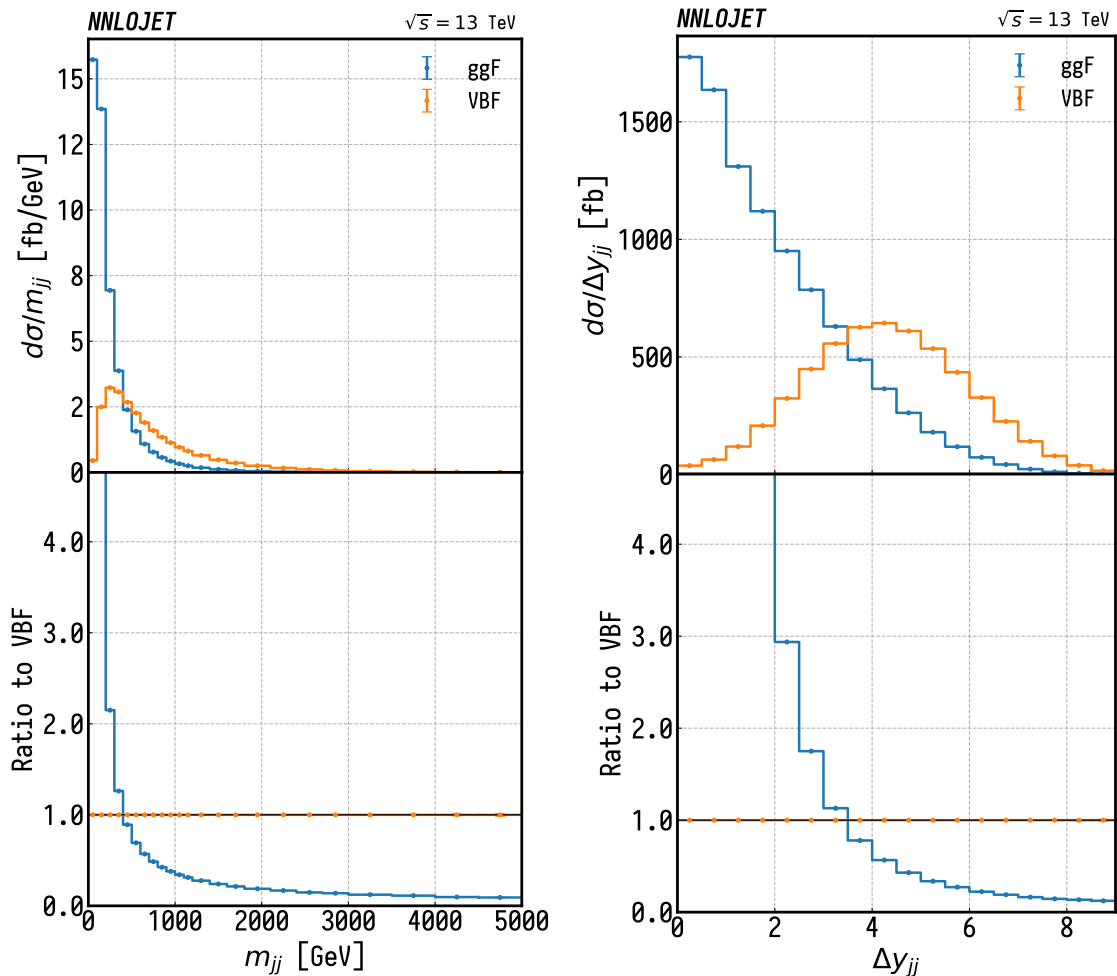 NNLOJET √s = 13 TeV
ggF
VBF
15
12
10
8
5
2
0
dσ/m_jj [fb/GeV]
4.0
3.0
2.0
1.0
0.0
Ratio to VBF
0 1000 2000 3000 4000 5000
m_jj [GeV]
NNLOJET √s = 13 TeV
ggF
VBF
1500
1000
500
0
dσ/Δy_jj [fb]
4.0
3.0
2.0
1.0
0.0
Ratio to VBF
0 2 4 6 8
Δy_jj